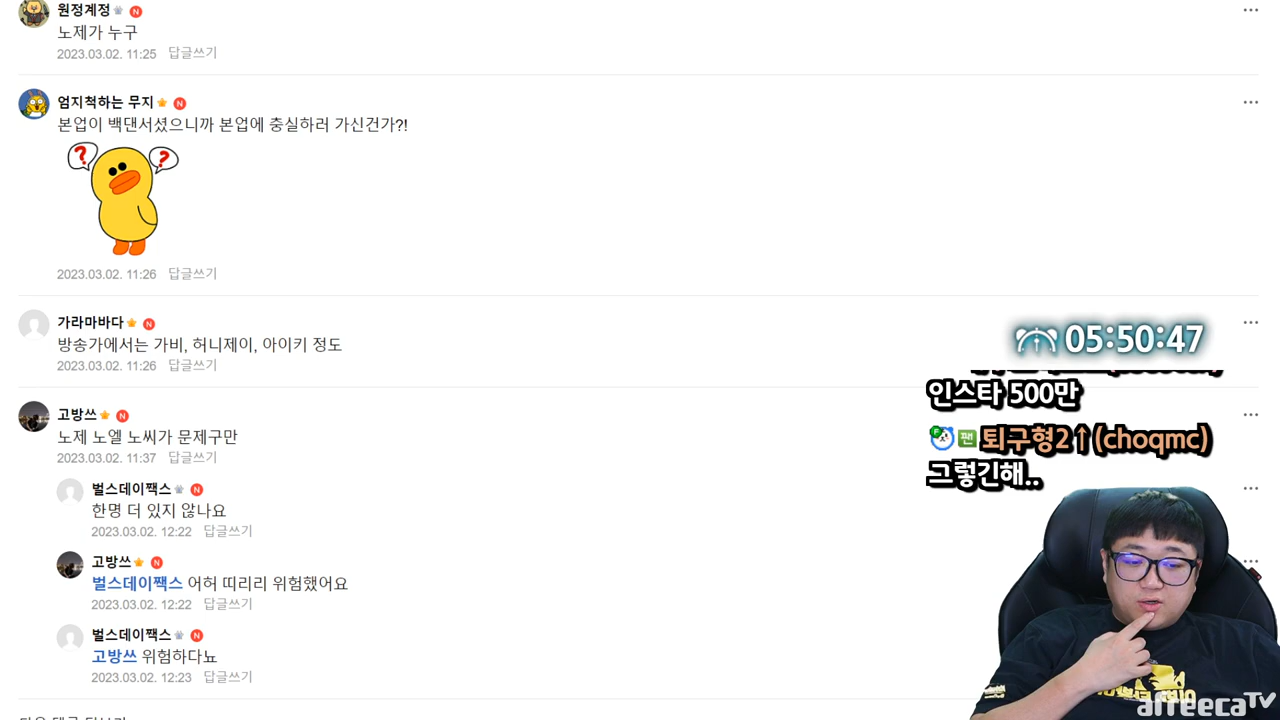 원정계정
노제가 누구
2023.03.02. 11:25 답글쓰기
엄지척하는 무지
본업이 백댄서셨으니까 본업에 충실하러 가신건가?!
? ?
2023.03.02. 11:26 답글쓰기
가라마바다
방송가에서는 가비, 허니제이, 아이키 정도
2023.03.02. 11:26 답글쓰기
고방쓰
노제 노엘 노씨가 문제구만
2023.03.02. 11:37 답글쓰기
벌스데이짹스
한명 더 있지 않나요
2023.03.02. 12:22 답글쓰기
고방쓰
벌스데이짹스 어허 띠리리 위험했어요
2023.03.02. 12:22 답글쓰기
벌스데이짹스
고방쓰 위험하다뇨
2023.03.02. 12:23 답글쓰기
05:50:47
인스타 500만
팬 퇴구형2↑(choqmc)
그렇긴해..
afreecaTV